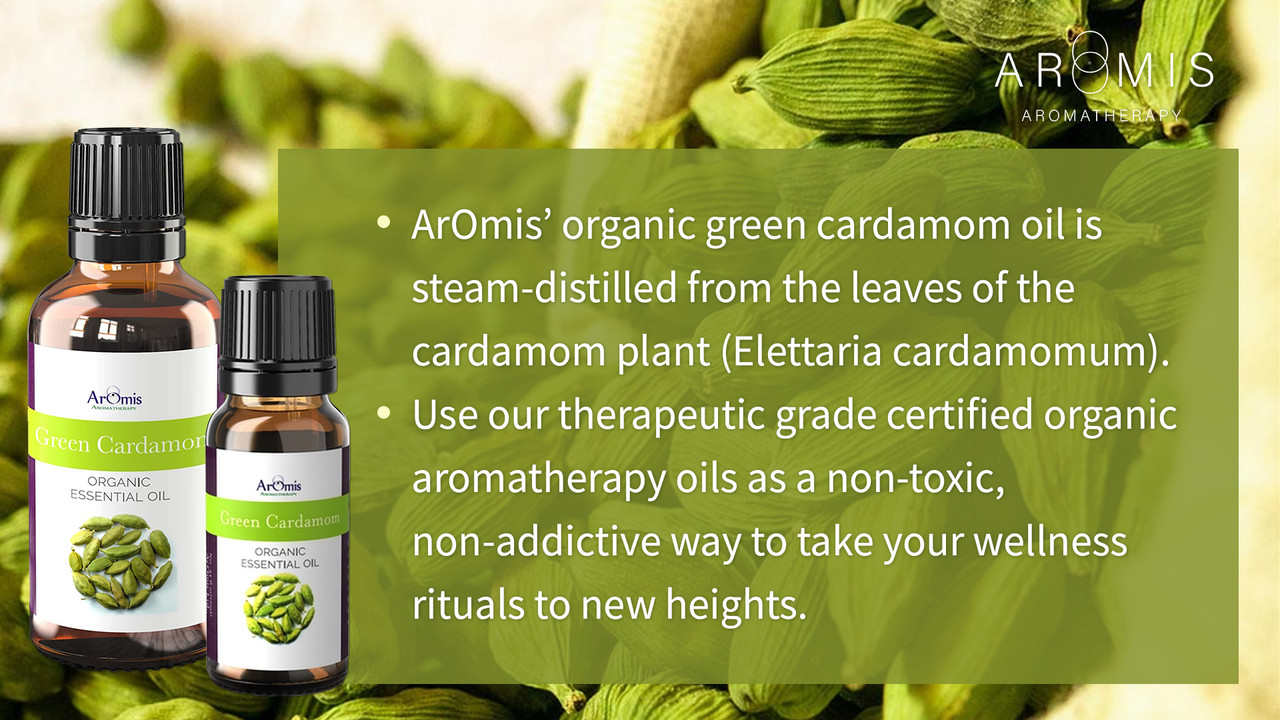 ArOmis
AROMATHERAPY
• ArOmis’ organic green cardamom oil is
steam-distilled from the leaves of the
cardamom plant (Elettaria cardamomum).
• Use our therapeutic grade certified organic
aromatherapy oils as a non-toxic,
non-addictive way to take your wellness
rituals to new heights.
ArOmis
AROMATHERAPY
Green Cardamom
ORGANIC
ESSENTIAL OIL
ArOmis
AROMATHERAPY
Green Cardamom
ORGANIC
ESSENTIAL OIL